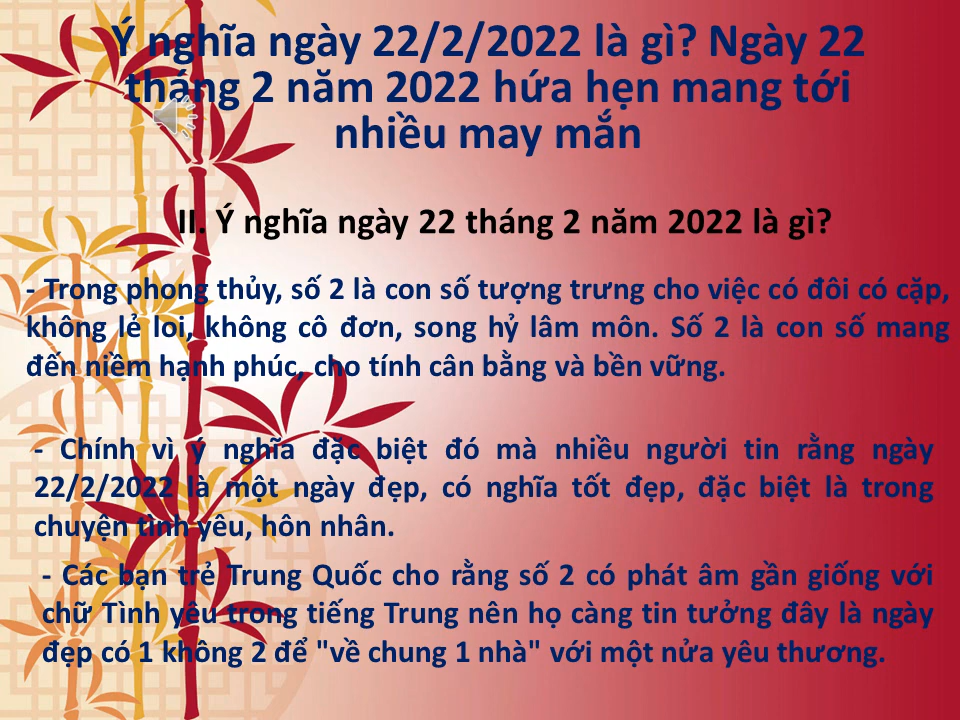 Ý nghĩa ngày 22/2/2022 là gì? Ngày 22
tháng 2 năm 2022 hứa hẹn mang tới
nhiều may mắn
II. Ý nghĩa ngày 22 tháng 2 năm 2022 là gì?
- Trong phong thủy, số 2 là con số tượng trưng cho việc có đôi có cặp,
không lẻ loi, không cô đơn, song hỷ lâm môn. Số 2 là con số mang
đến niềm hạnh phúc, cho tính cân bằng và bền vững.
- Chính vì ý nghĩa đặc biệt đó mà nhiều người tin rằng ngày
22/2/2022 là một ngày đẹp, có nghĩa tốt đẹp, đặc biệt là trong
chuyện tình yêu, hôn nhân.
- Các bạn trẻ Trung Quốc cho rằng số 2 có phát âm gần giống với
chữ Tình yêu trong tiếng Trung nên họ càng tin tưởng đây là ngày
đẹp có 1 không 2 để "về chung 1 nhà" với một nửa yêu thương.